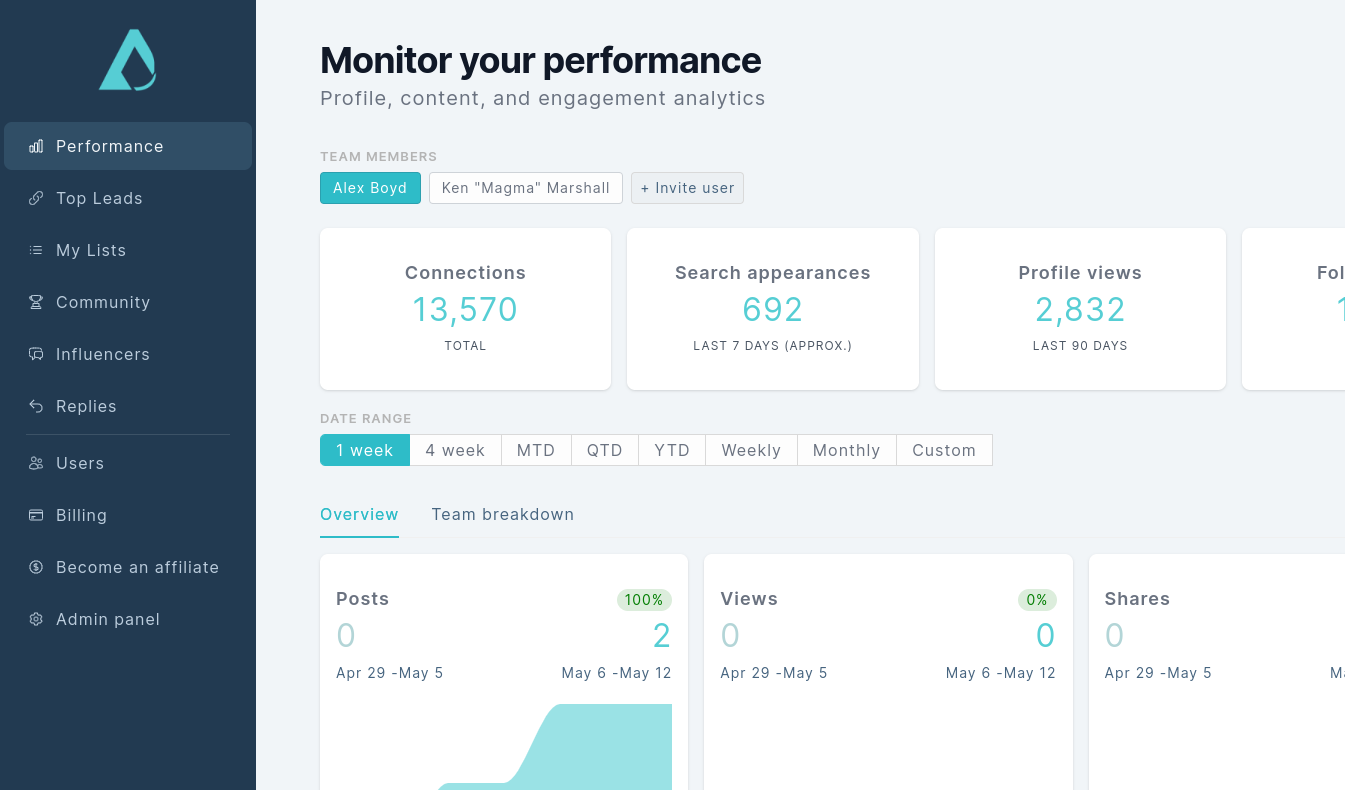 Performance
Top Leads
My Lists
Community
Influencers
Replies
Users
Billing
Become an affiliate
Admin panel
Monitor your performance
Profile, content, and engagement analytics
TEAM MEMBERS
Alex Boyd Ken "Magma" Marshall + Invite user
Connections
13,570
TOTAL
Search appearances
692
LAST 7 DAYS (APPROX.)
Profile views
2,832
LAST 90 DAYS
Fol
1
DATE RANGE
1 week 4 week MTD QTD YTD Weekly Monthly Custom
Overview Team breakdown
Posts 100%
0 2
Apr 29 -May 5 May 6 -May 12
Views 0%
0 0
Apr 29 -May 5 May 6 -May 12
Shares
0
Apr 29 -May 5